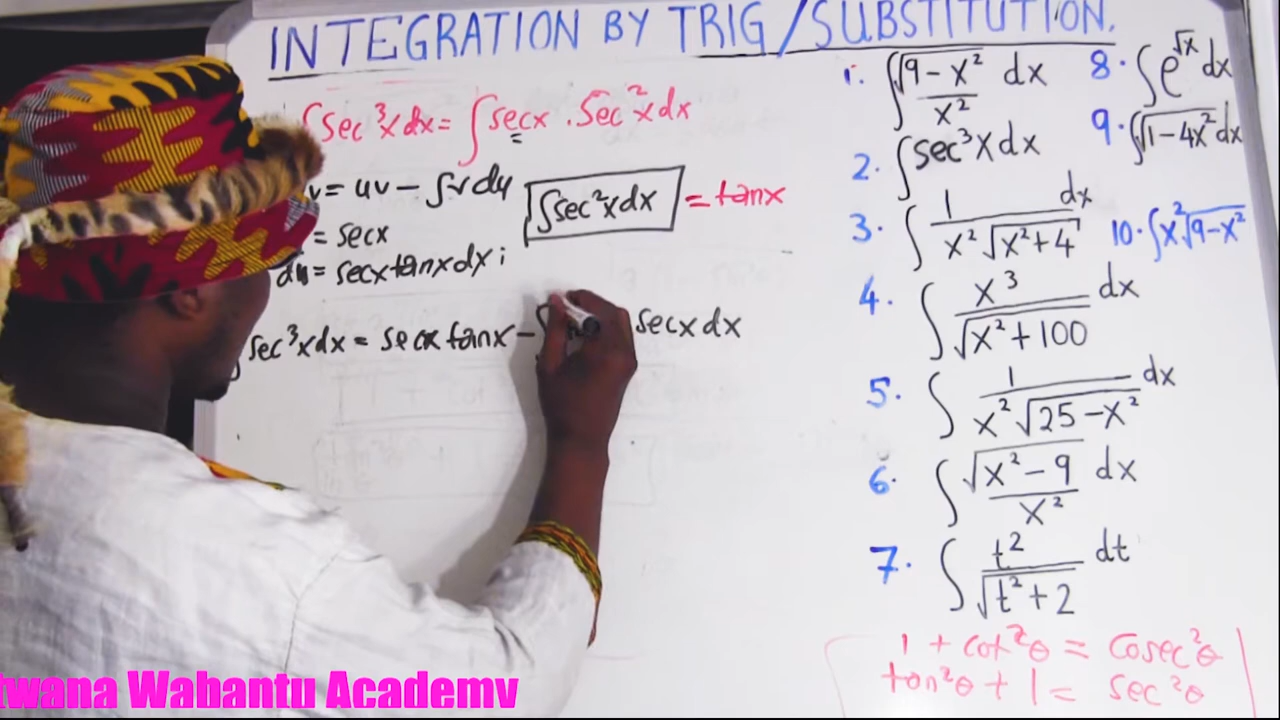 INTEGRATION BY TRIG/SUBSTITUTION.
∫sec³x dx = ∫secx . Sec²x dx
v = uv − ∫v du
∫sec²x dx = tanx
= secx
du = secx tanx dx ;
∫sec³x dx = secx tanx − ∫ secx dx
1. ∫ √(9−x²)/x² dx
2. ∫sec³x dx
3. ∫ 1/(x²√(x²+4)) dx
4. ∫ x³/√(x²+100) dx
5. ∫ 1/(x²√(25−x²)) dx
6. ∫ √(x²−9)/x² dx
7. ∫ t²/√(t²+2) dt
8. ∫e^√x dx
9. ∫√(1−4x²) dx
10. ∫x²√(9−x²)
1 + cot²θ = Cosec²θ
tan²θ + 1 = sec²θ
twana Wabantu Academy